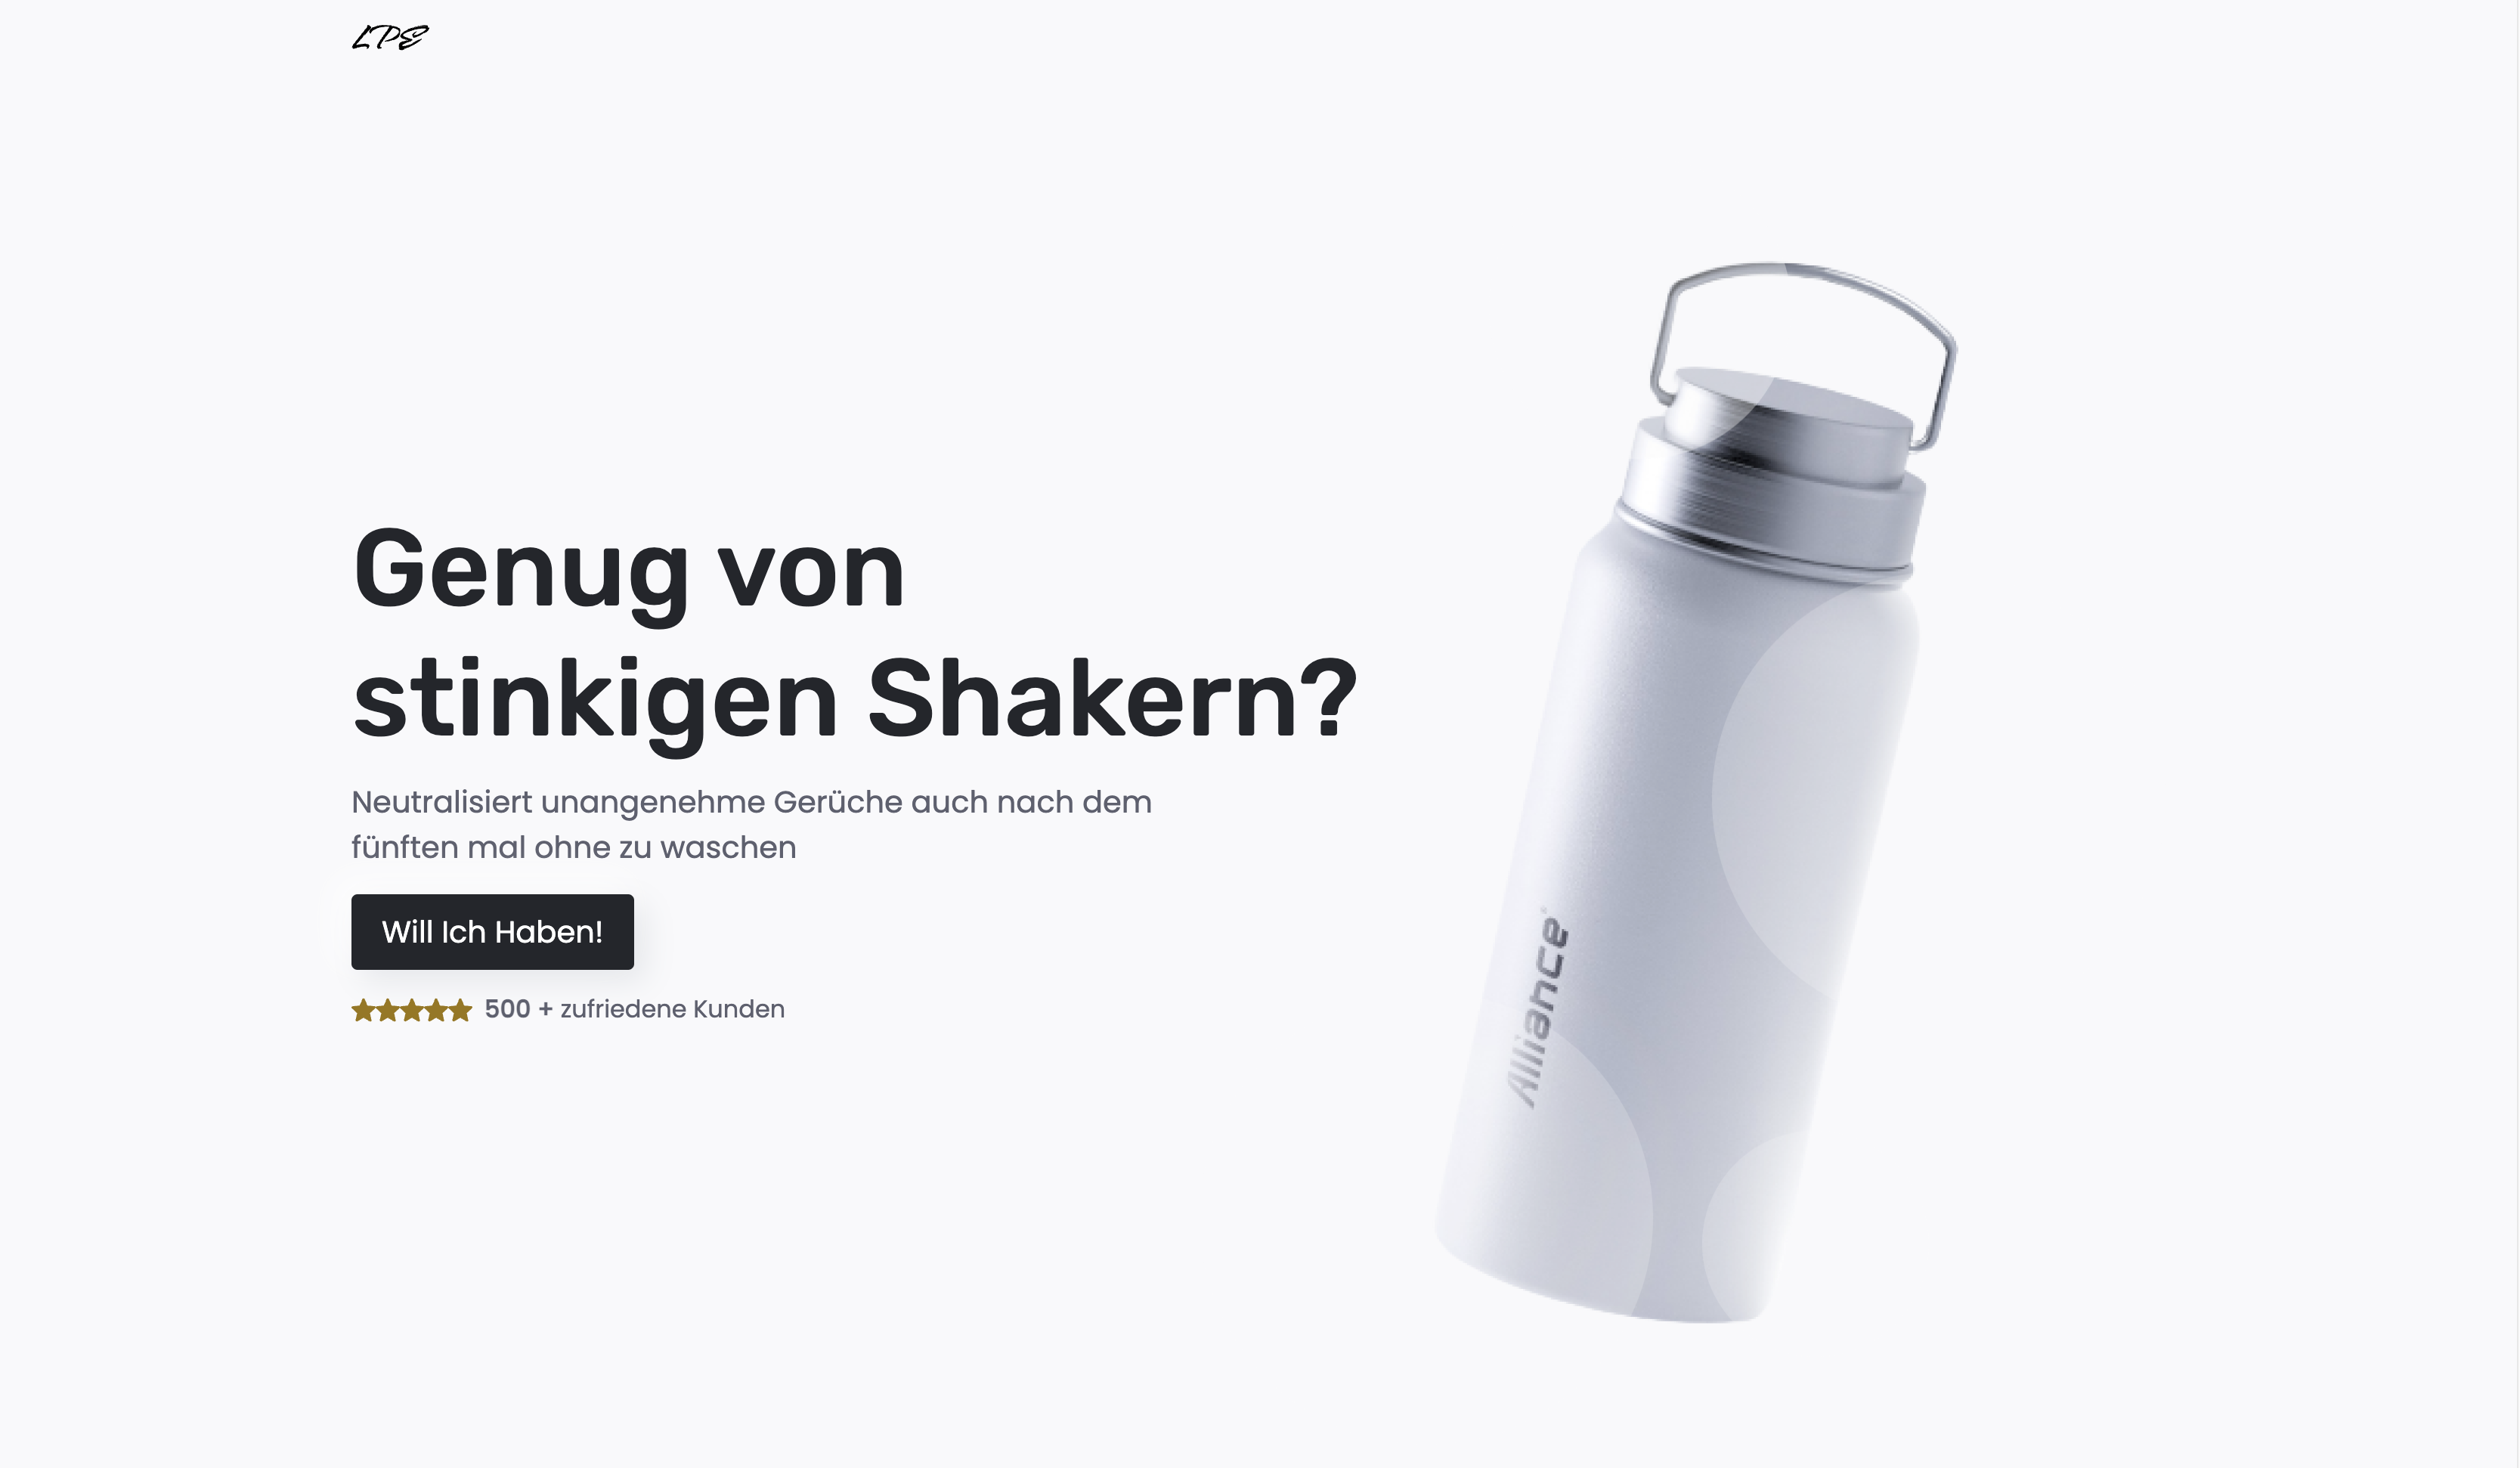 LPE
Genug von
stinkigen Shakern?
Neutralisiert unangenehme Gerüche auch nach dem
fünften mal ohne zu waschen
Will Ich Haben!
500 + zufriedene Kunden
Alliance